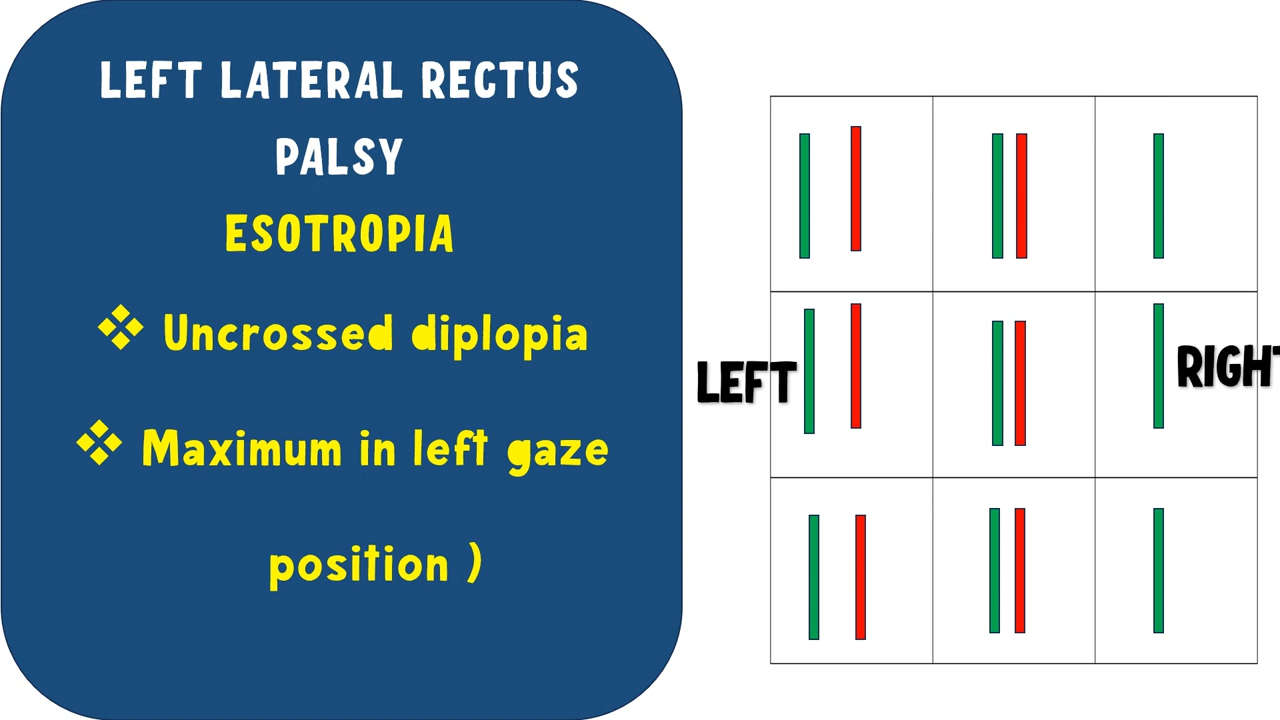 LEFT LATERAL RECTUS
PALSY
ESOTROPIA
❖ Uncrossed diplopia
❖ Maximum in left gaze
position )
LEFT
RIGHT